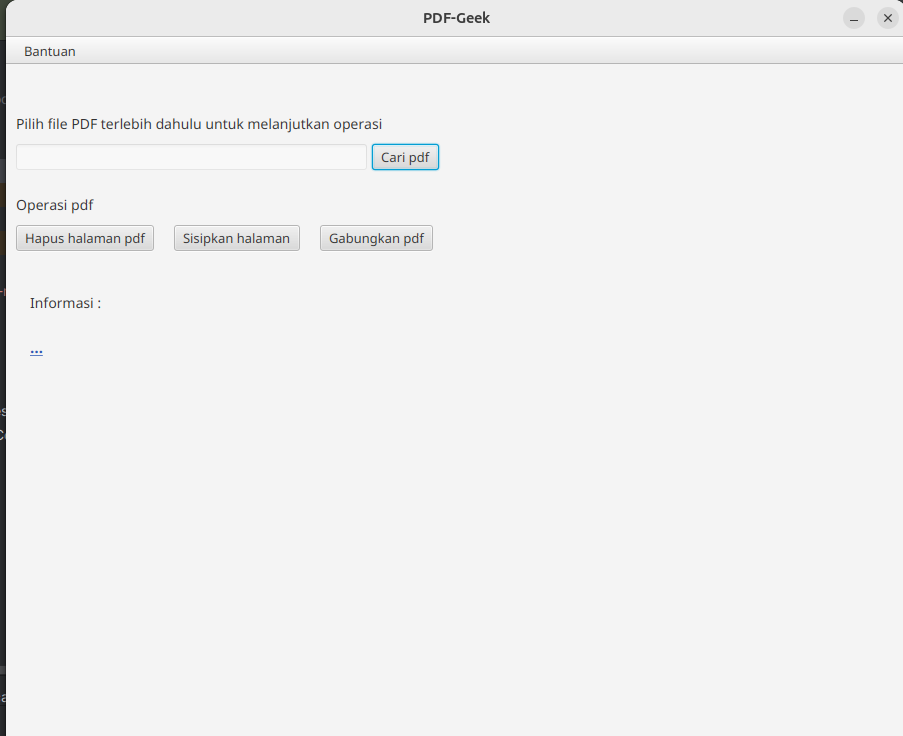 PDF-Geek
Bantuan
Pilih file PDF terlebih dahulu untuk melanjutkan operasi
Cari pdf
Operasi pdf
Hapus halaman pdf Sisipkan halaman Gabungkan pdf
Informasi :
...